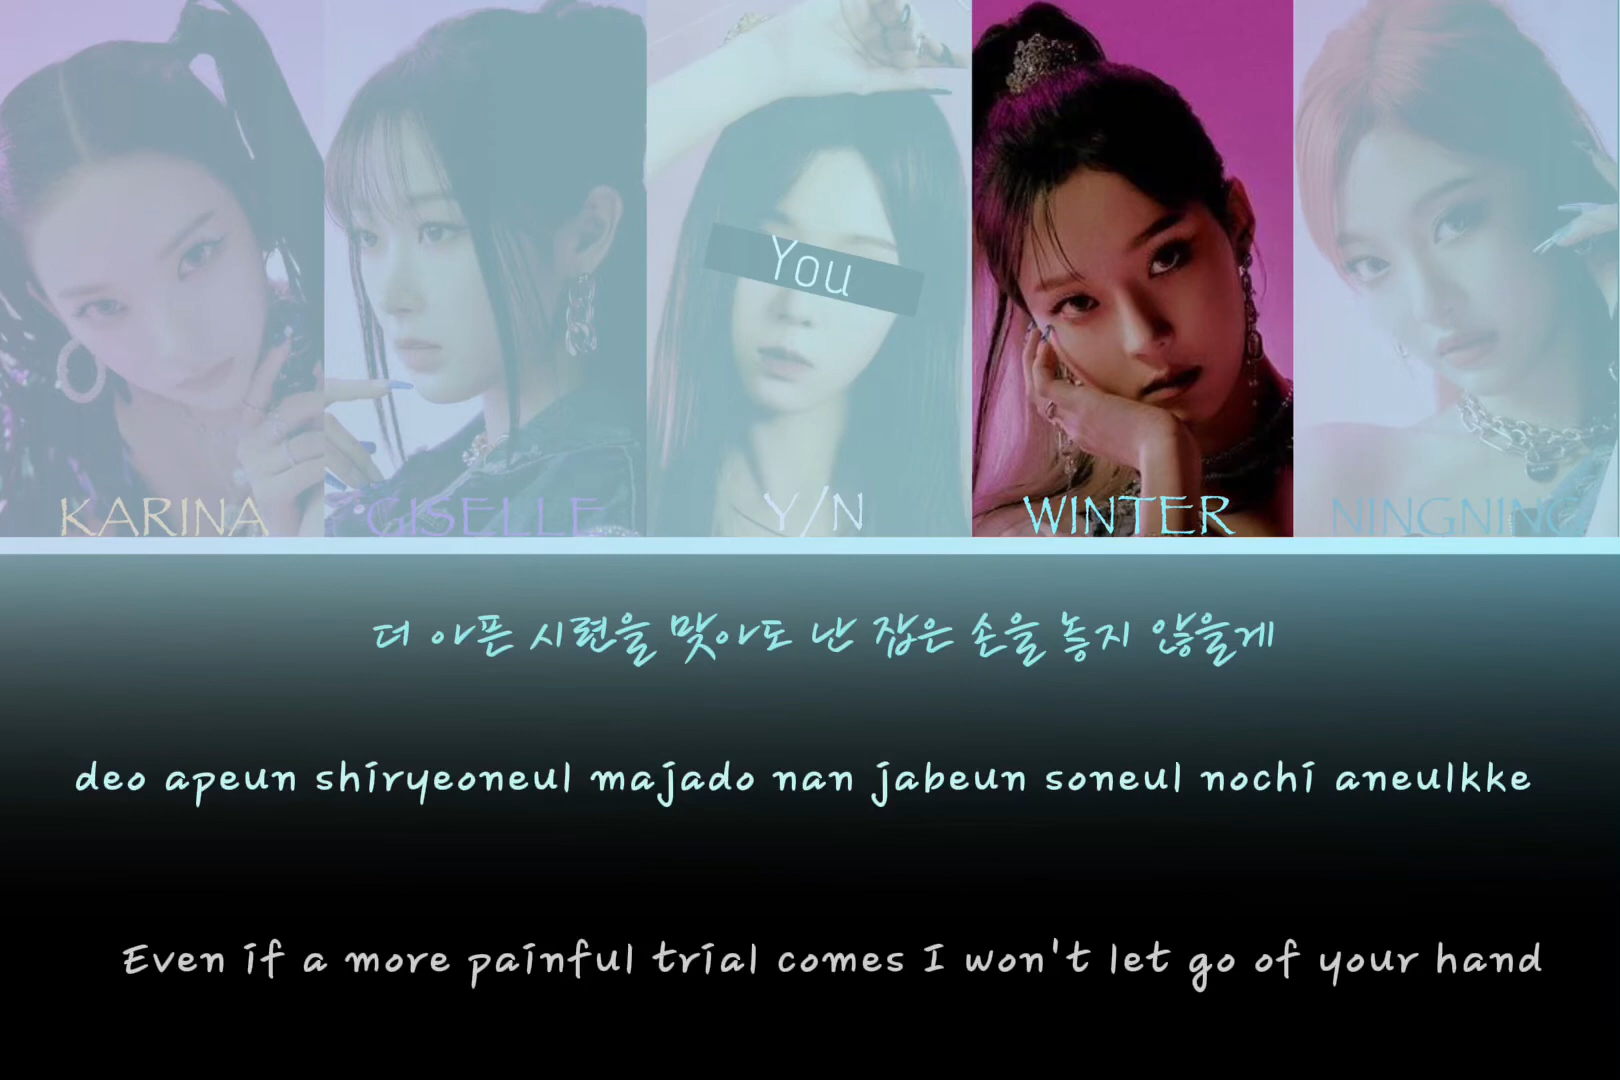 You
KARINA GISELLE Y/N WINTER NINGNING
더 아픈 시련을 맞아도 난 잡은 손을 놓지 않을게
deo apeun shiryeoneul majado nan jabeun soneul nochi aneulkke
Even if a more painful trial comes I won't let go of your hand